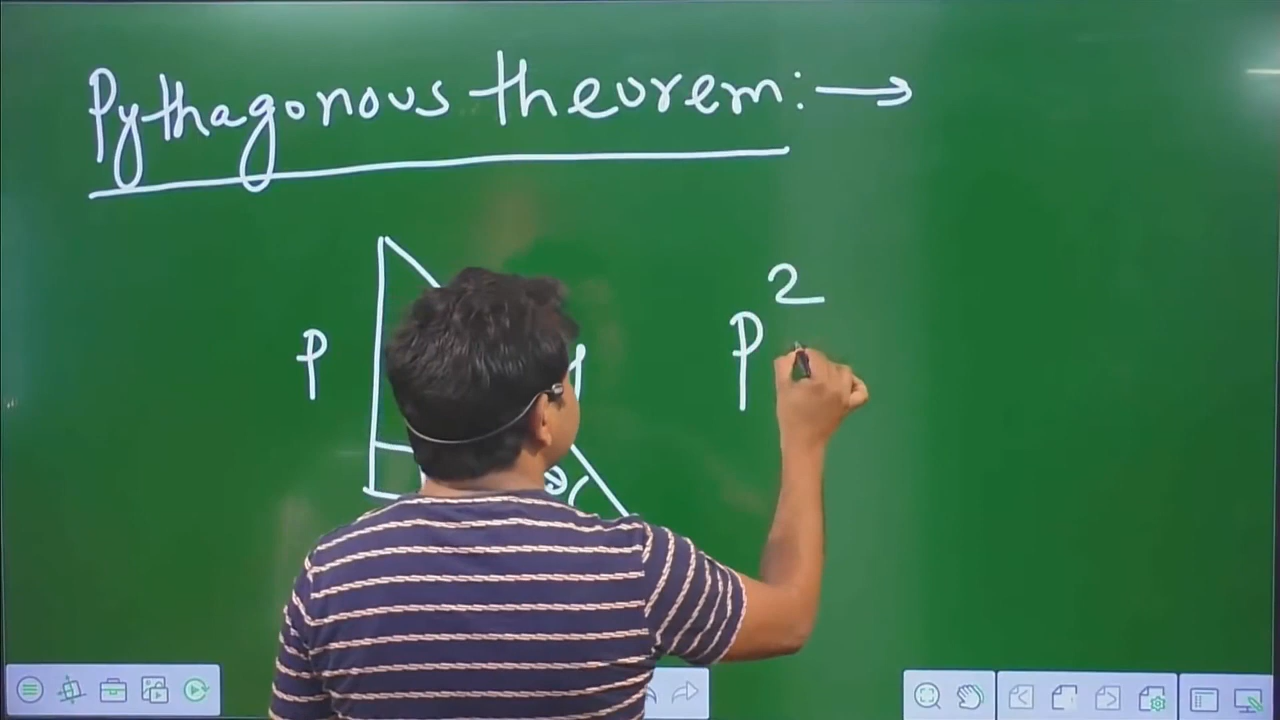 Pythagonous theorem:→
P
P²
θ